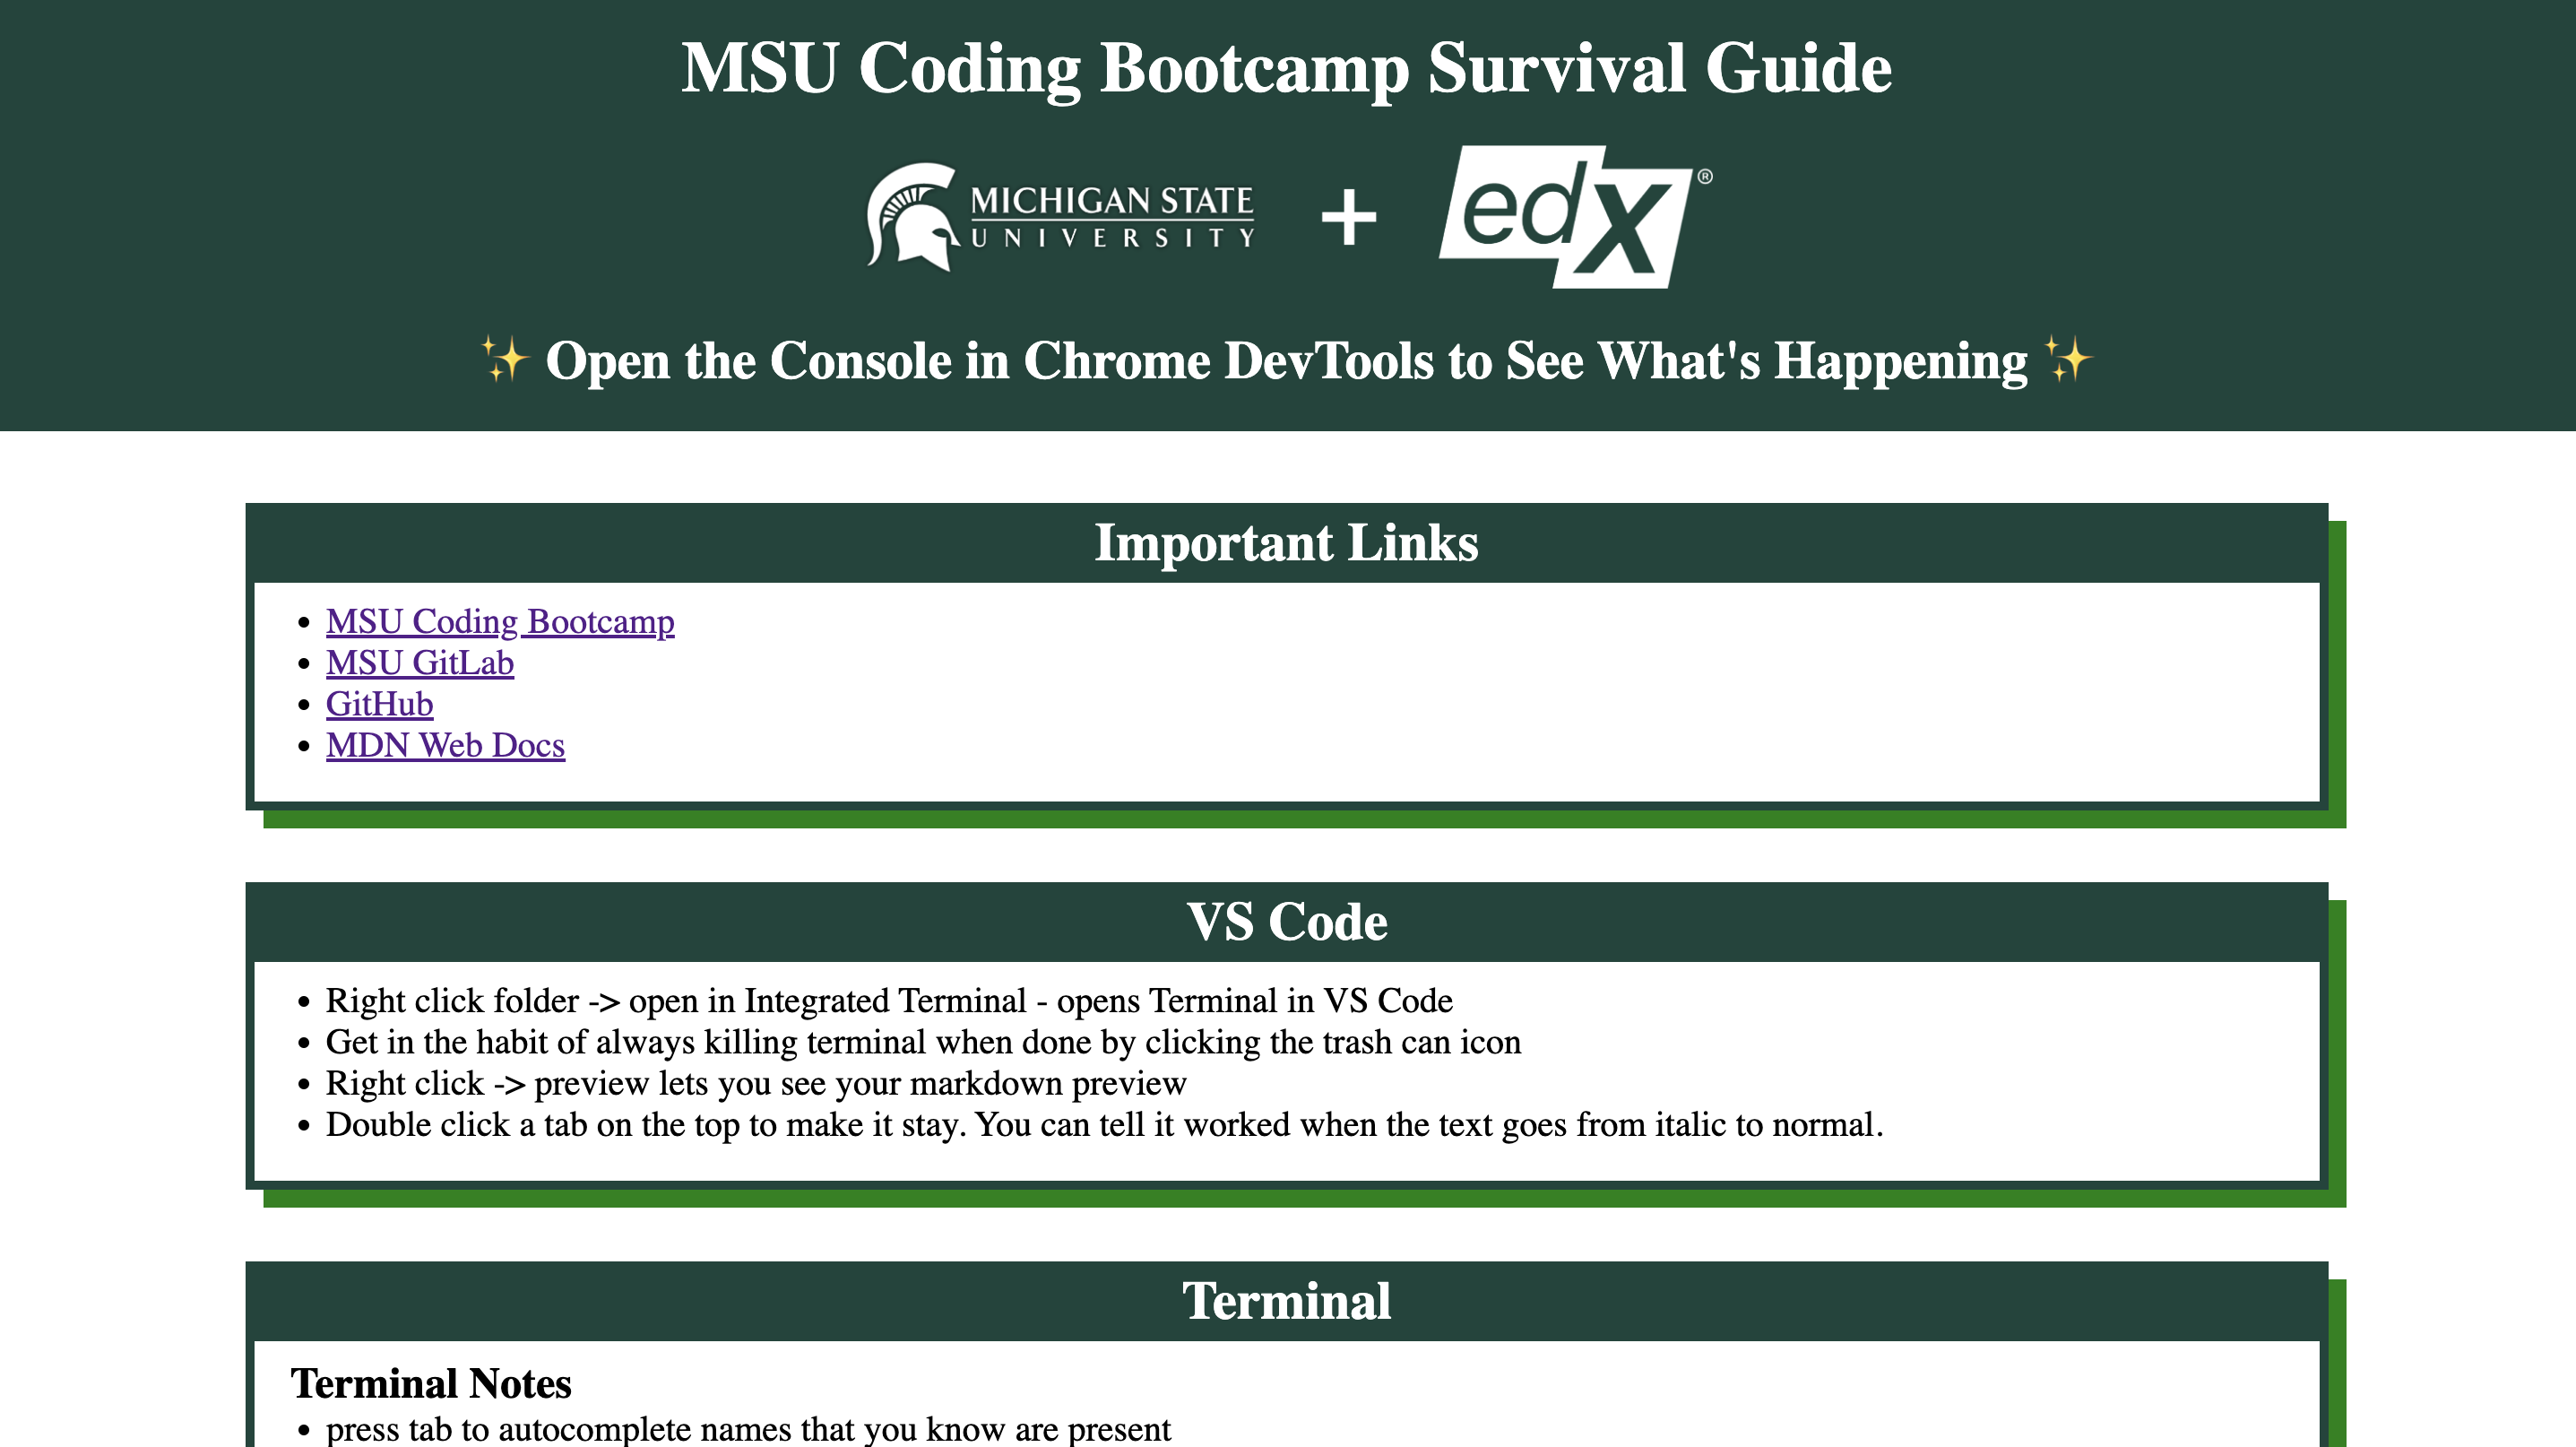 MSU Coding Bootcamp Survival Guide
MICHIGAN STATE
UNIVERSITY
+
edX®
✨ Open the Console in Chrome DevTools to See What's Happening ✨
Important Links
• MSU Coding Bootcamp
• MSU GitLab
• GitHub
• MDN Web Docs
VS Code
• Right click folder -> open in Integrated Terminal - opens Terminal in VS Code
• Get in the habit of always killing terminal when done by clicking the trash can icon
• Right click -> preview lets you see your markdown preview
• Double click a tab on the top to make it stay. You can tell it worked when the text goes from italic to normal.
Terminal
Terminal Notes
• press tab to autocomplete names that you know are present